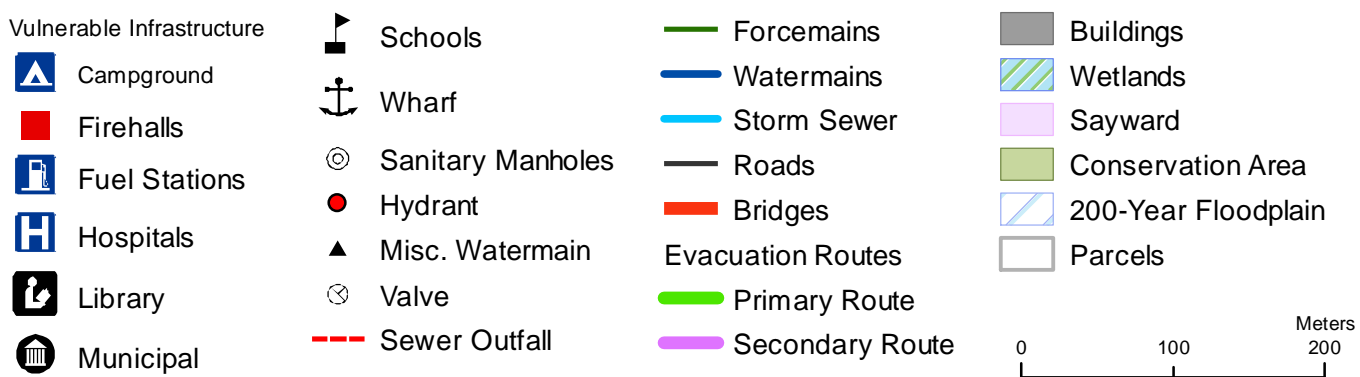 Vulnerable Infrastructure
Campground
Firehalls
Fuel Stations
Hospitals
Library
Municipal
Schools
Wharf
Sanitary Manholes
Hydrant
Misc. Watermain
Valve
Sewer Outfall
Forcemains
Watermains
Storm Sewer
Roads
Bridges
Evacuation Routes
Primary Route
Secondary Route
Buildings
Wetlands
Sayward
Conservation Area
200-Year Floodplain
Parcels
Meters
0 100 200